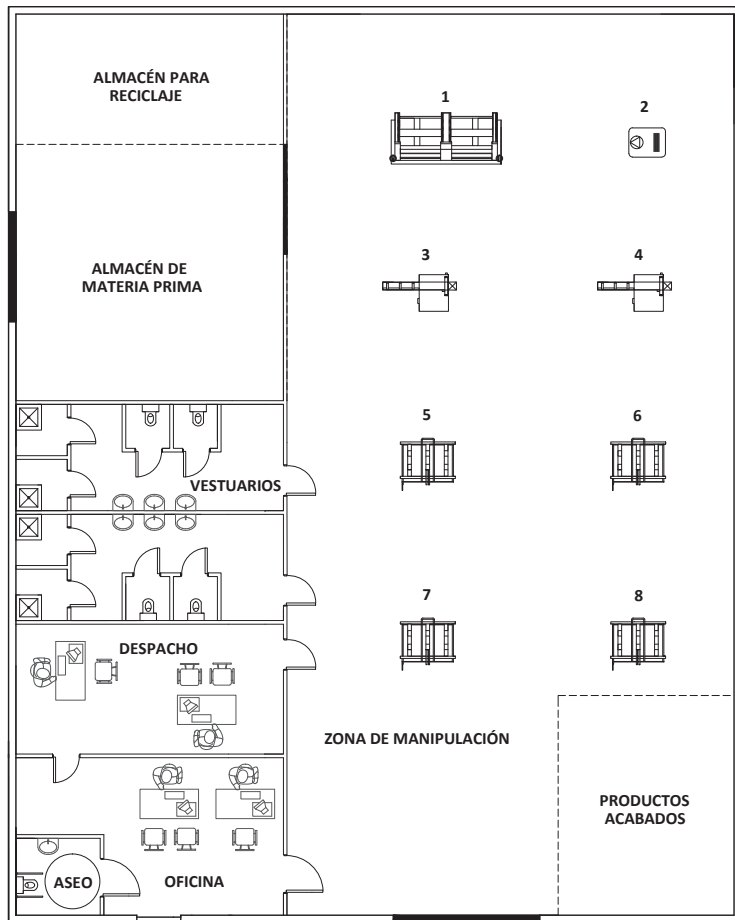 ALMACÉN PARA
RECICLAJE
1
2
ALMACÉN DE
MATERIA PRIMA
3
4
5
6
VESTUARIOS
7
8
DESPACHO
ZONA DE MANIPULACIÓN
PRODUCTOS
ACABADOS
ASEO
OFICINA